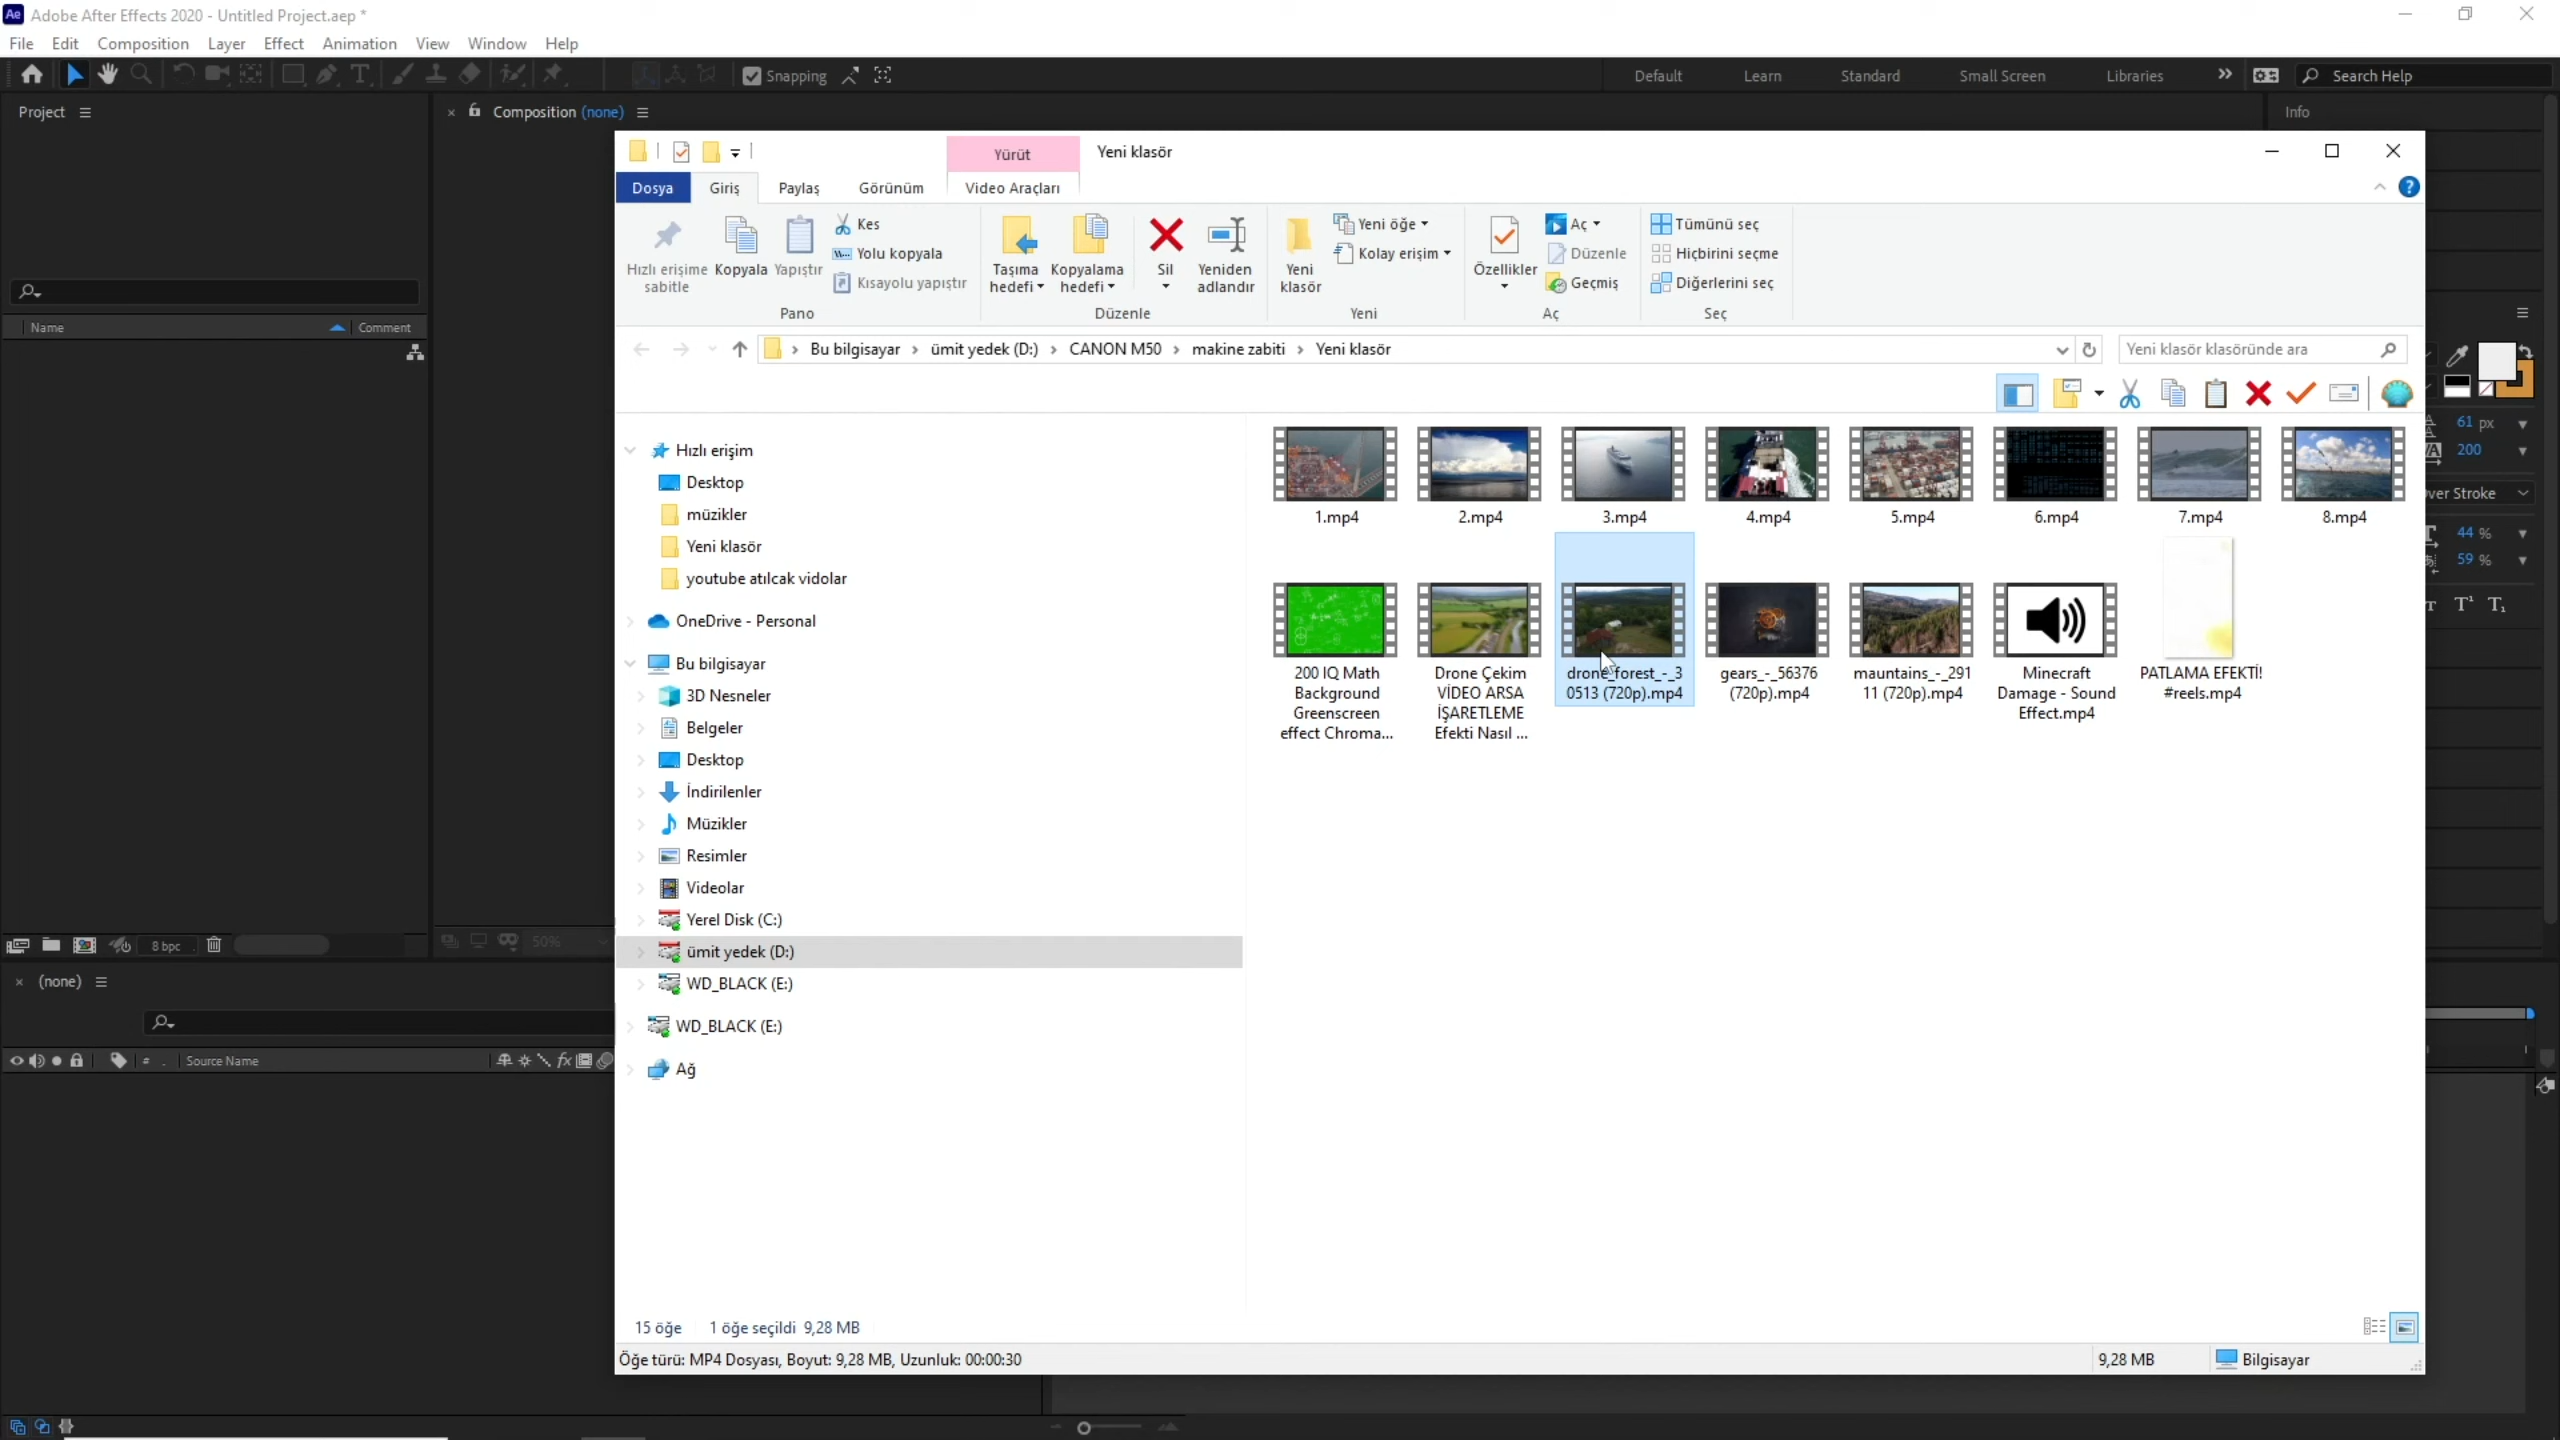 Adobe After Effects 2020 - Untitled Project.aep *
File Edit Composition Layer Effect Animation View Window Help
Snapping
Default Learn Standard Small Screen Libraries Search Help
Project
Composition (none)
Info
Yürüt Yeni klasör
Dosya Giriş Paylaş Görünüm Video Araçları
Hızlı erişime sabitle
Kopyala
Yapıştır
Kes
Yolu kopyala
Kısayolu yapıştır
Pano
Taşıma hedefi
Kopyalama hedefi
Sil
Yeniden adlandır
Düzenle
Yeni klasör
Yeni öğe
Kolay erişim
Yeni
Özellikler
Aç
Düzenle
Geçmiş
Aç
Tümünü seç
Hiçbirini seçme
Diğerlerini seç
Seç
Name Comment
Bu bilgisayar ümit yedek (D:) CANON M50 makine zabiti Yeni klasör
Yeni klasör klasöründe ara
61 px
200
ver Stroke
44 %
59 %
Hızlı erişim
Desktop
müzikler
Yeni klasör
youtube atılcak vidolar
OneDrive - Personal
Bu bilgisayar
3D Nesneler
Belgeler
Desktop
İndirilenler
Müzikler
Resimler
Videolar
Yerel Disk (C:)
ümit yedek (D:)
WD_BLACK (E:)
WD_BLACK (E:)
Ağ
1.mp4 2.mp4 3.mp4 4.mp4 5.mp4 6.mp4 7.mp4 8.mp4
200 IQ Math
Background
Greenscreen
effect Chroma...
Drone Çekim
VİDEO ARSA
İŞARETLEME
Efekti Nasıl ...
drone_forest_-_3
0513 (720p).mp4
gears_-_56376
(720p).mp4
mauntains_-_291
11 (720p).mp4
Minecraft
Damage - Sound
Effect.mp4
PATLAMA EFEKTİ!
#reels.mp4
8 bpc
50%
(none)
Source Name
15 öğe 1 öğe seçildi 9,28 MB
Öğe türü: MP4 Dosyası, Boyut: 9,28 MB, Uzunluk: 00:00:30
9,28 MB
Bilgisayar